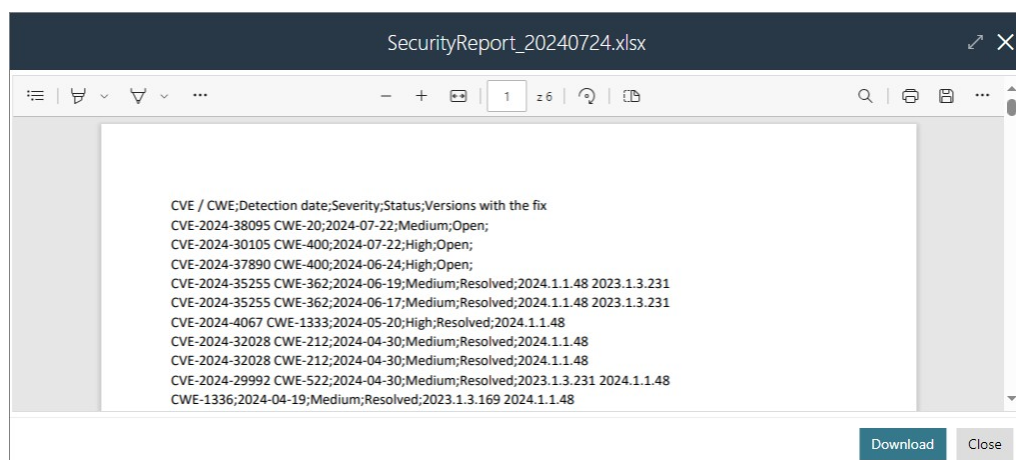 SecurityReport_20240724.xlsx
1 z 6
CVE / CWE;Detection date;Severity;Status;Versions with the fix
CVE-2024-38095 CWE-20;2024-07-22;Medium;Open;
CVE-2024-30105 CWE-400;2024-07-22;High;Open;
CVE-2024-37890 CWE-400;2024-06-24;High;Open;
CVE-2024-35255 CWE-362;2024-06-19;Medium;Resolved;2024.1.1.48 2023.1.3.231
CVE-2024-35255 CWE-362;2024-06-17;Medium;Resolved;2024.1.1.48 2023.1.3.231
CVE-2024-4067 CWE-1333;2024-05-20;High;Resolved;2024.1.1.48
CVE-2024-32028 CWE-212;2024-04-30;Medium;Resolved;2024.1.1.48
CVE-2024-32028 CWE-212;2024-04-30;Medium;Resolved;2024.1.1.48
CVE-2024-29992 CWE-522;2024-04-30;Medium;Resolved;2023.1.3.231 2024.1.1.48
CWE-1336;2024-04-19;Medium;Resolved;2023.1.3.169 2024.1.1.48
Download Close